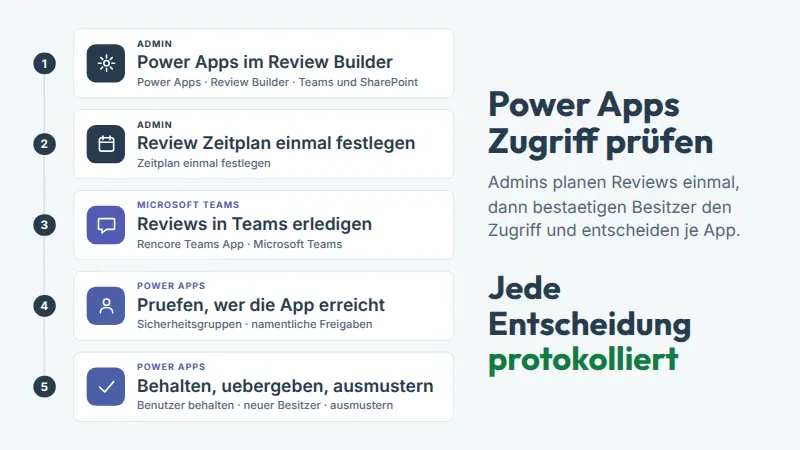 1
ADMIN
Power Apps im Review Builder
Power Apps · Review Builder · Teams und SharePoint
2
ADMIN
Review Zeitplan einmal festlegen
Zeitplan einmal festlegen
3
MICROSOFT TEAMS
Reviews in Teams erledigen
Rencore Teams App · Microsoft Teams
4
POWER APPS
Pruefen, wer die App erreicht
Sicherheitsgruppen · namentliche Freigaben
5
POWER APPS
Behalten, uebergeben, ausmustern
Benutzer behalten · neuer Besitzer · ausmustern
Power Apps
Zugriff prüfen
Admins planen Reviews einmal,
dann bestaetigen Besitzer den
Zugriff und entscheiden je App.
Jede
Entscheidung
protokolliert